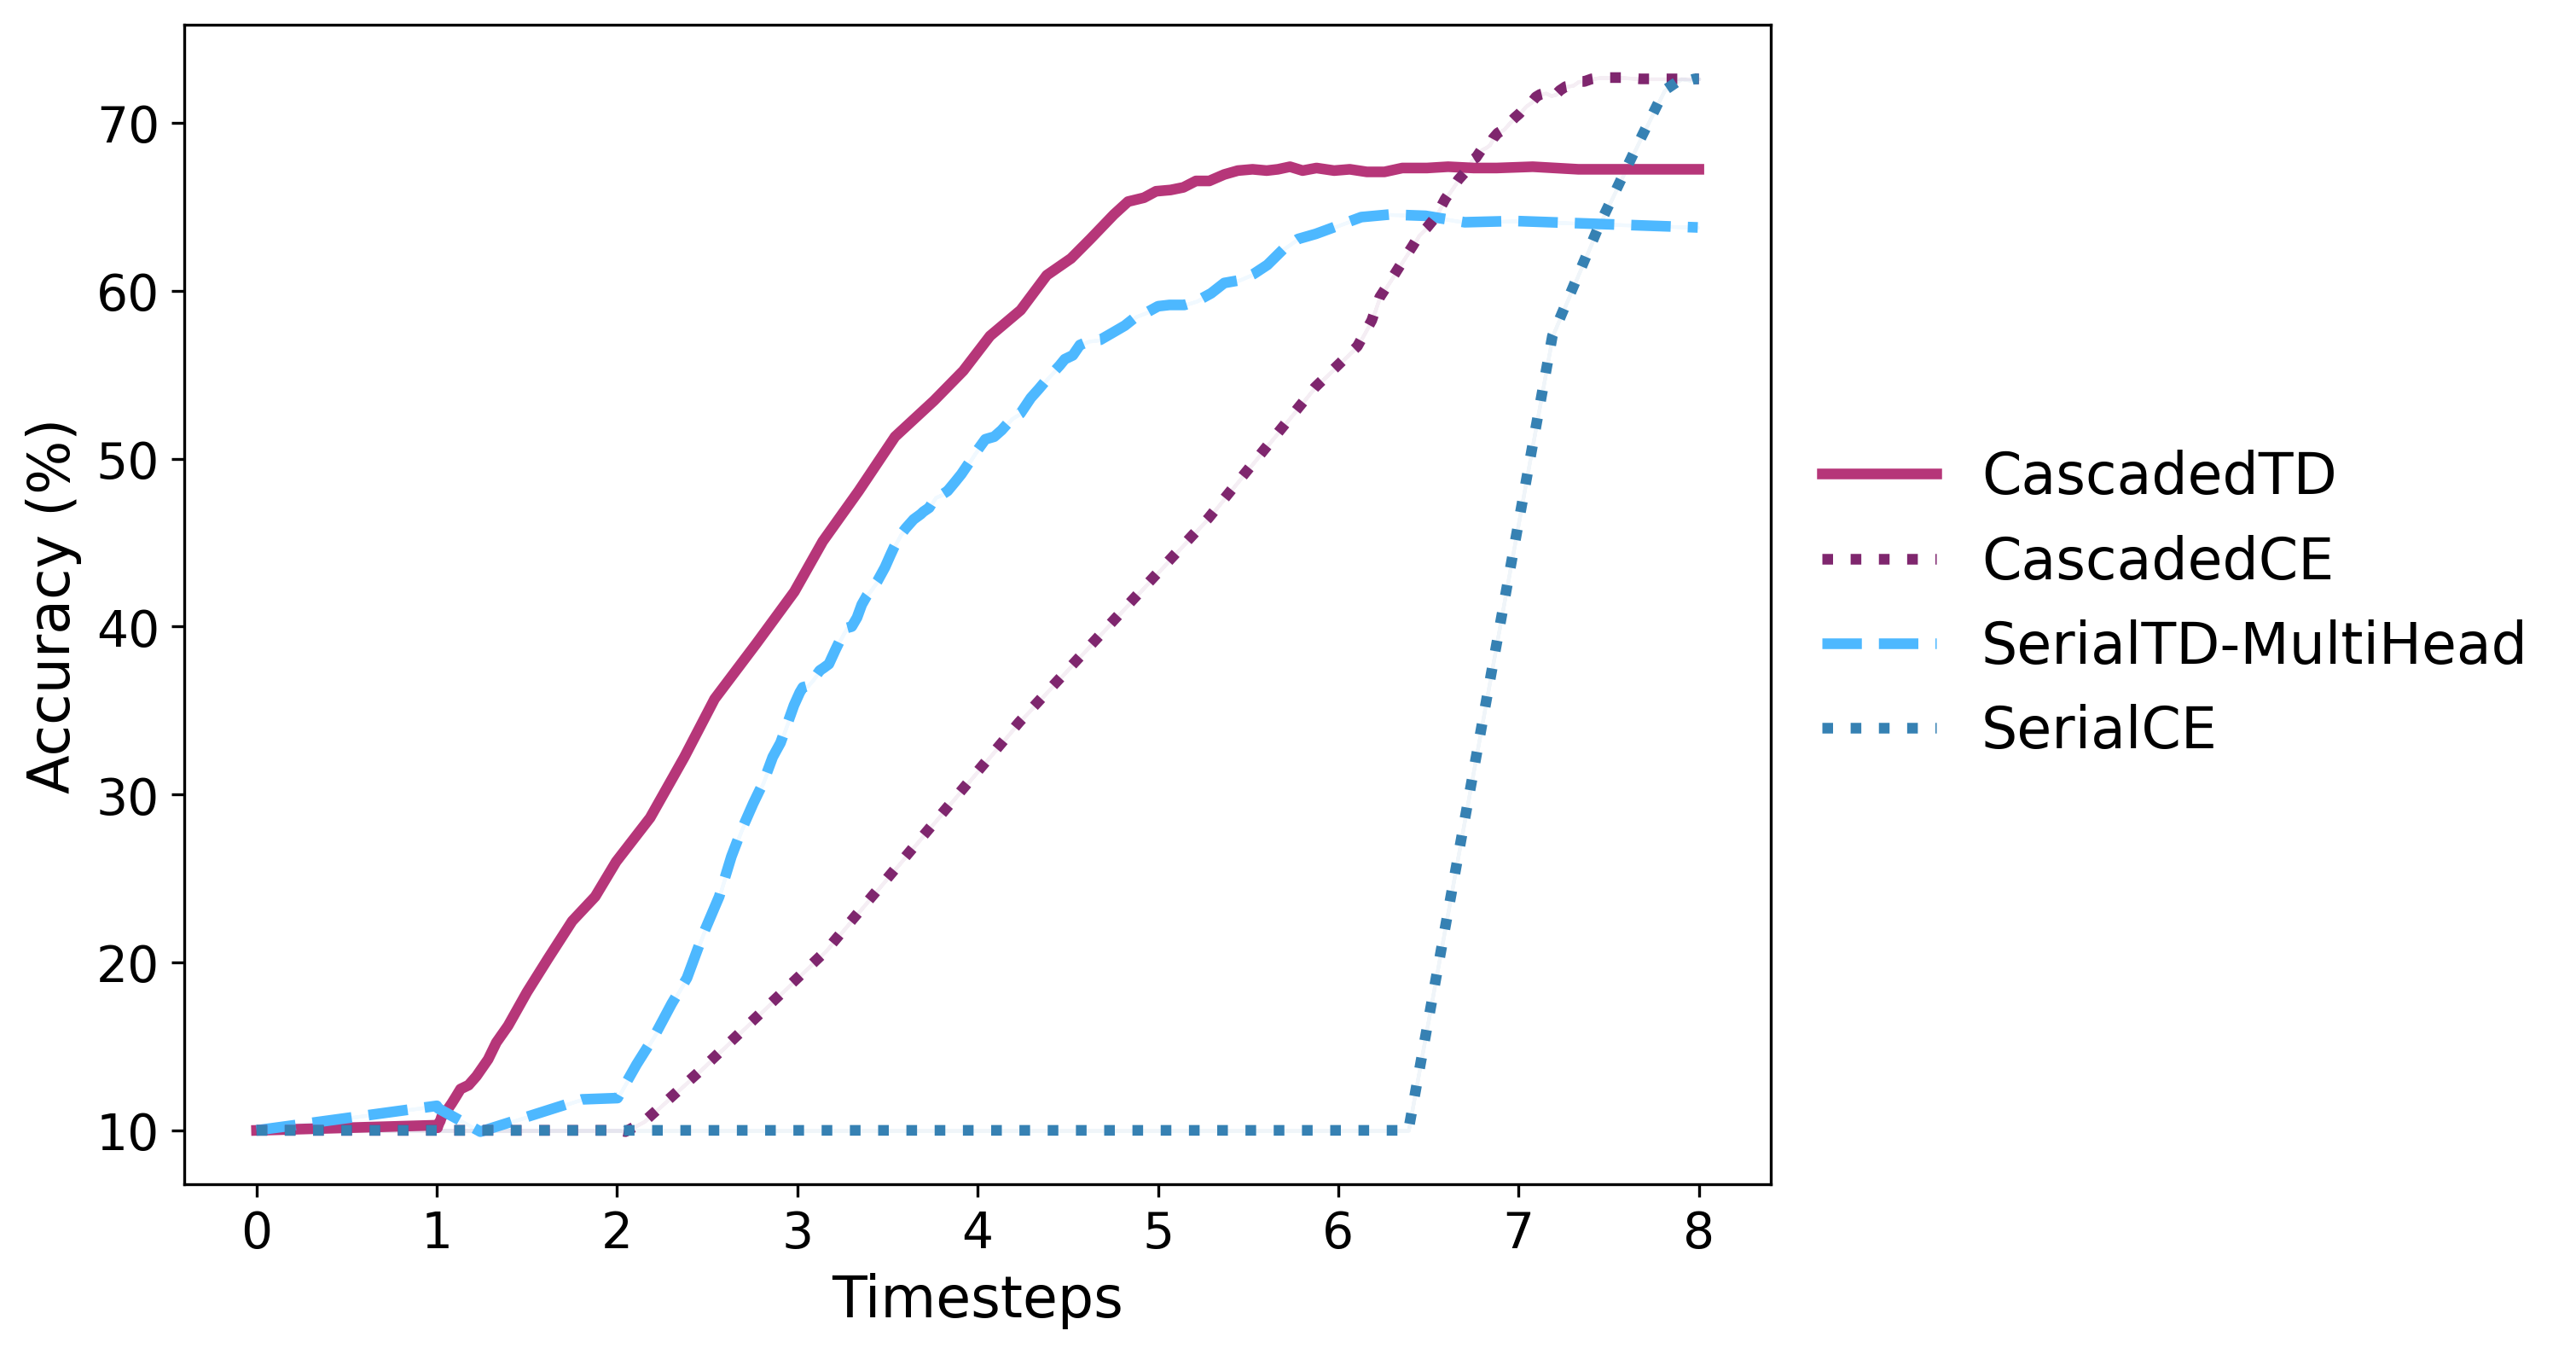 Accuracy (%)
70
60
50
40
30
20
10
0 1 2 3 4 5 6 7 8
Timesteps
CascadedTD
CascadedCE
SerialTD-MultiHead
SerialCE